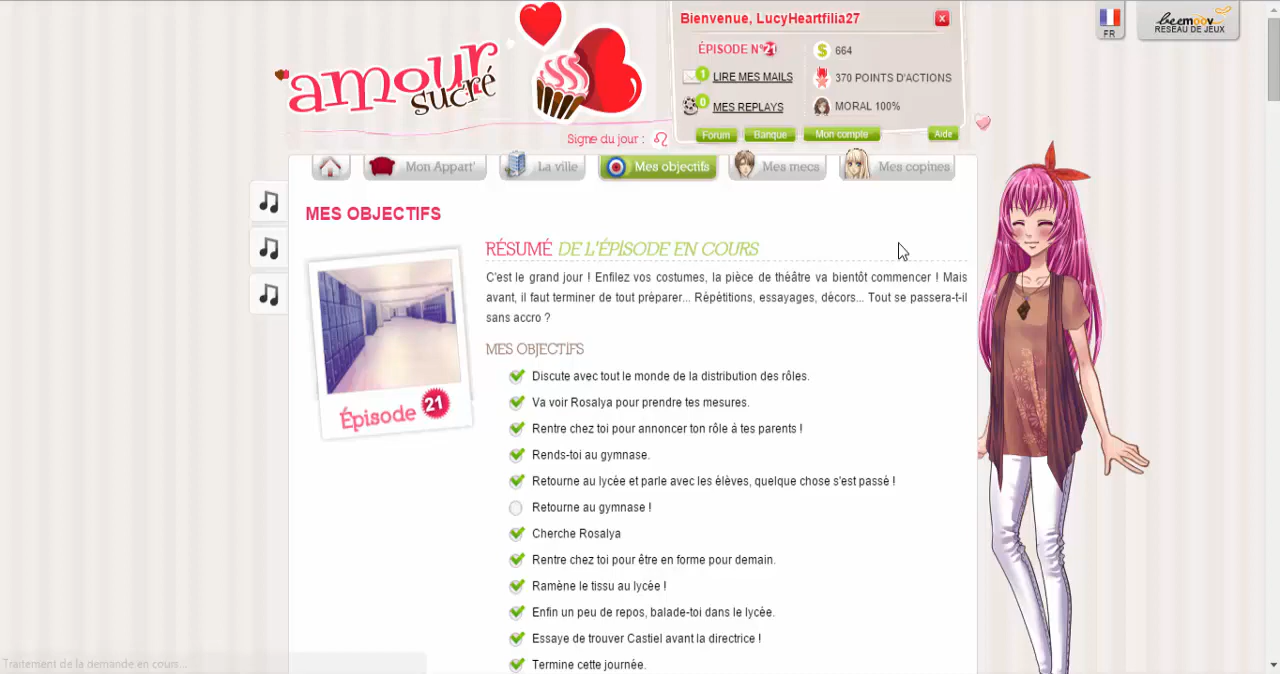 amour
sucré
Bienvenue, LucyHeartfilia27
x
ÉPISODE N°21
$ 664
1 LIRE MES MAILS
370 POINTS D'ACTIONS
0 MES REPLAYS
MORAL 100%
Signe du jour : ♌
Forum
Banque
Mon compte
Aide
FR
beemoov
RESEAU DE JEUX
Mon Appart'
La ville
Mes objectifs
Mes mecs
Mes copines
MES OBJECTIFS
RÉSUMÉ DE L'ÉPISODE EN COURS
C'est le grand jour ! Enfilez vos costumes, la pièce de théâtre va bientôt commencer ! Mais
avant, il faut terminer de tout préparer... Répétitions, essayages, décors... Tout se passera-t-il
sans accro ?
Épisode 21
MES OBJECTIFS
Discute avec tout le monde de la distribution des rôles.
Va voir Rosalya pour prendre tes mesures.
Rentre chez toi pour annoncer ton rôle à tes parents !
Rends-toi au gymnase.
Retourne au lycée et parle avec les élèves, quelque chose s'est passé !
Retourne au gymnase !
Cherche Rosalya
Rentre chez toi pour être en forme pour demain.
Ramène le tissu au lycée !
Enfin un peu de repos, balade-toi dans le lycée.
Essaye de trouver Castiel avant la directrice !
Termine cette journée.
Traitement de la demande en cours...